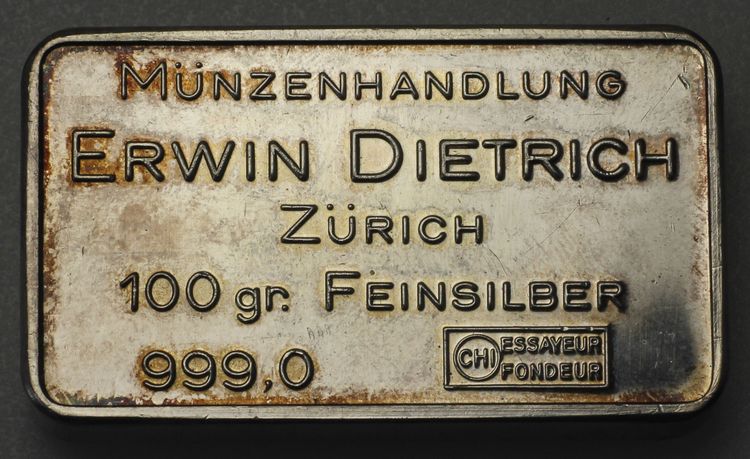 MÜNZENHANDLUNG
ERWIN DIETRICH
ZÜRICH
100 gr. FEINSILBER
999,0
CHI ESSAYEUR
FONDEUR